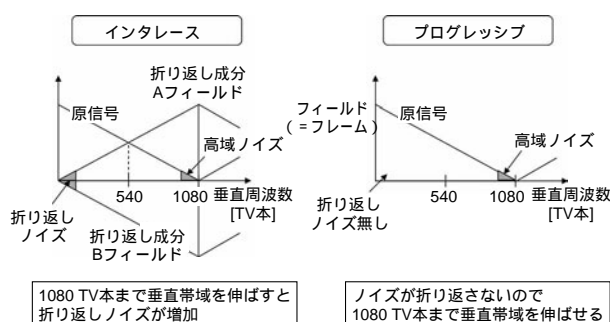 インタレース
折り返し成分
Aフィールド
原信号
高域ノイズ
540
1080
垂直周波数
[TV本]
折り返し
ノイズ
折り返し成分
Bフィールド
1080 TV本まで垂直帯域を伸ばすと
折り返しノイズが増加
プログレッシブ
フィールド
(=フレーム)
原信号
高域ノイズ
540
1080
垂直周波数
[TV本]
折り返し
ノイズ無し
ノイズが折り返さないので
1080 TV本まで垂直帯域を伸ばせる